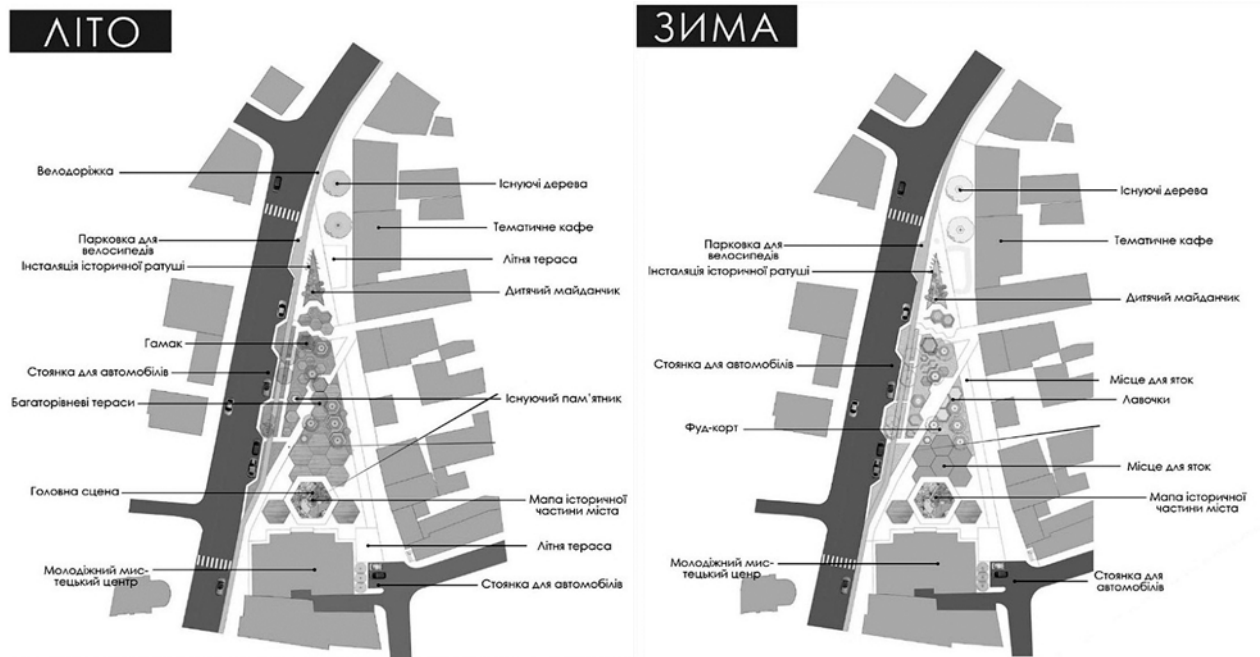 ЛІТО
Велодоріжка
Парковка для
велосипедів
Інсталяція історичної ратуші
Гамак
Стоянка для автомобілів
Багаторівневі тераси
Головна сцена
Молодіжний мис-
тецький центр
Існуючі дерева
Тематичне кафе
Літня тераса
Дитячий майданчик
Існуючий пам'ятник
Мапа історичної
частини міста
Літня тераса
Стоянка для автомобілів
ЗИМА
Парковка для
велосипедів
Інсталяція історичної ратуші
Стоянка для автомобілів
Фуд-корт
Молодіжний мис-
тецький ценр
Існуючі дерева
Тематичне кафе
Дитячий майданчик
Місце для яток
Лавочки
Місце для яток
Мапа історичної
частини міста
Стоянка для
автомобілів